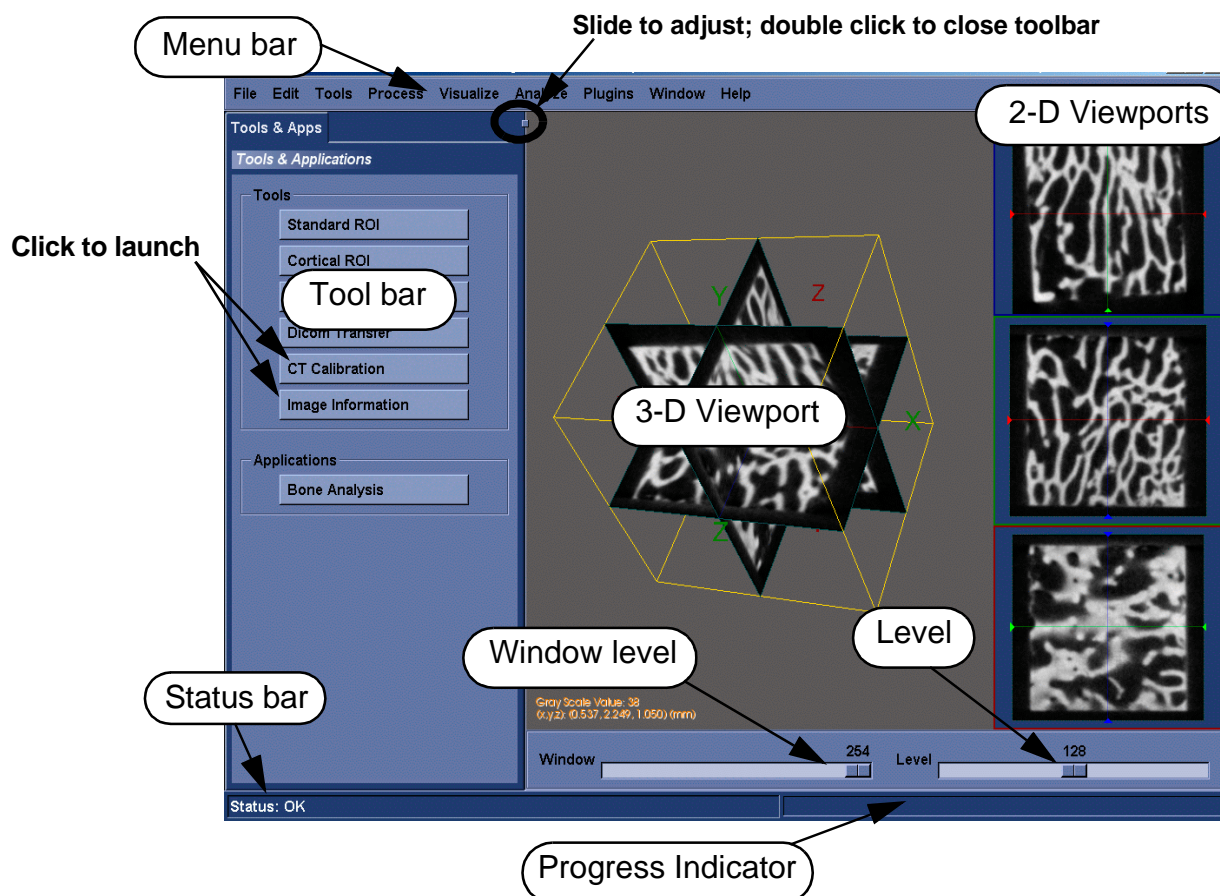 Slide to adjust; double click to close toolbar
Menu bar
File Edit Tools Process Visualize Analyze Plugins Window Help
2-D Viewports
Tools & Apps
Tools & Applications
Tools
Standard ROI
Click to launch
Cortical ROI
Tool bar
Dicom Transfer
CT Calibration
Image Information
Y
Z
3-D Viewport
X
Applications
Bone Analysis
Z
Window level
Level
Status bar
Gray Scale Value: 38
(x,y,z): (0.537, 2.249, 1.050) (mm)
Window 254 Level 128
Status: OK
Progress Indicator